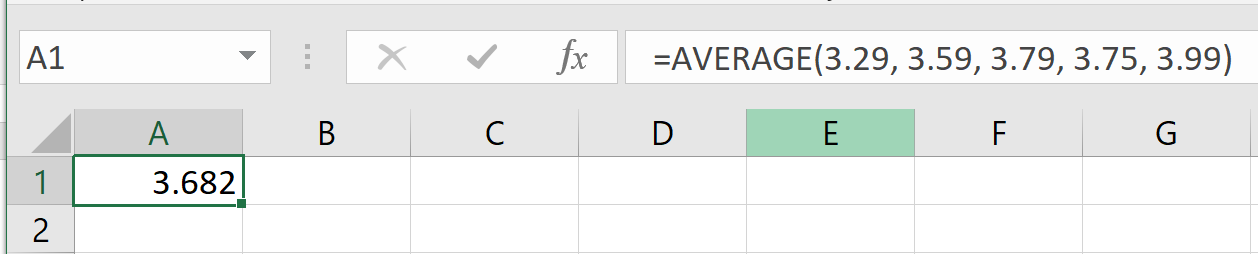 A1 fx =AVERAGE(3.29, 3.59, 3.79, 3.75, 3.99)
A B C D E F G
1 3.682
2